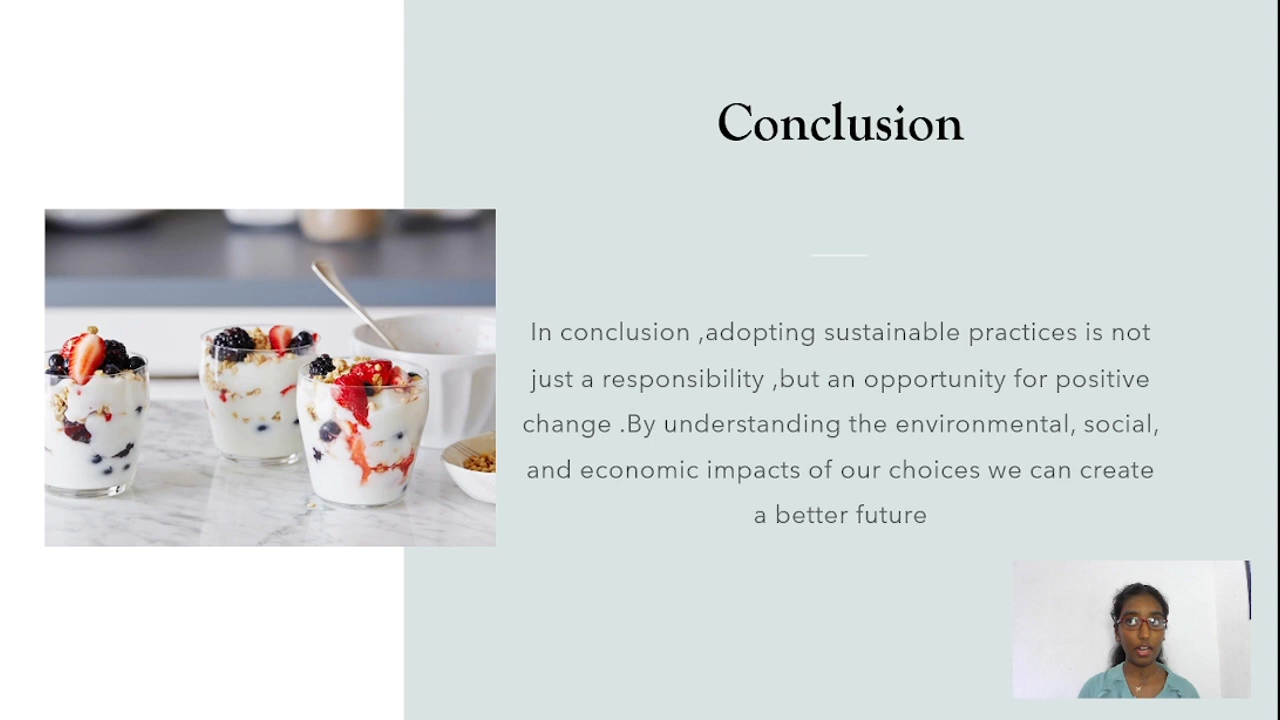 Conclusion
In conclusion ,adopting sustainable practices is not
just a responsibility ,but an opportunity for positive
change .By understanding the environmental, social,
and economic impacts of our choices we can create
a better future